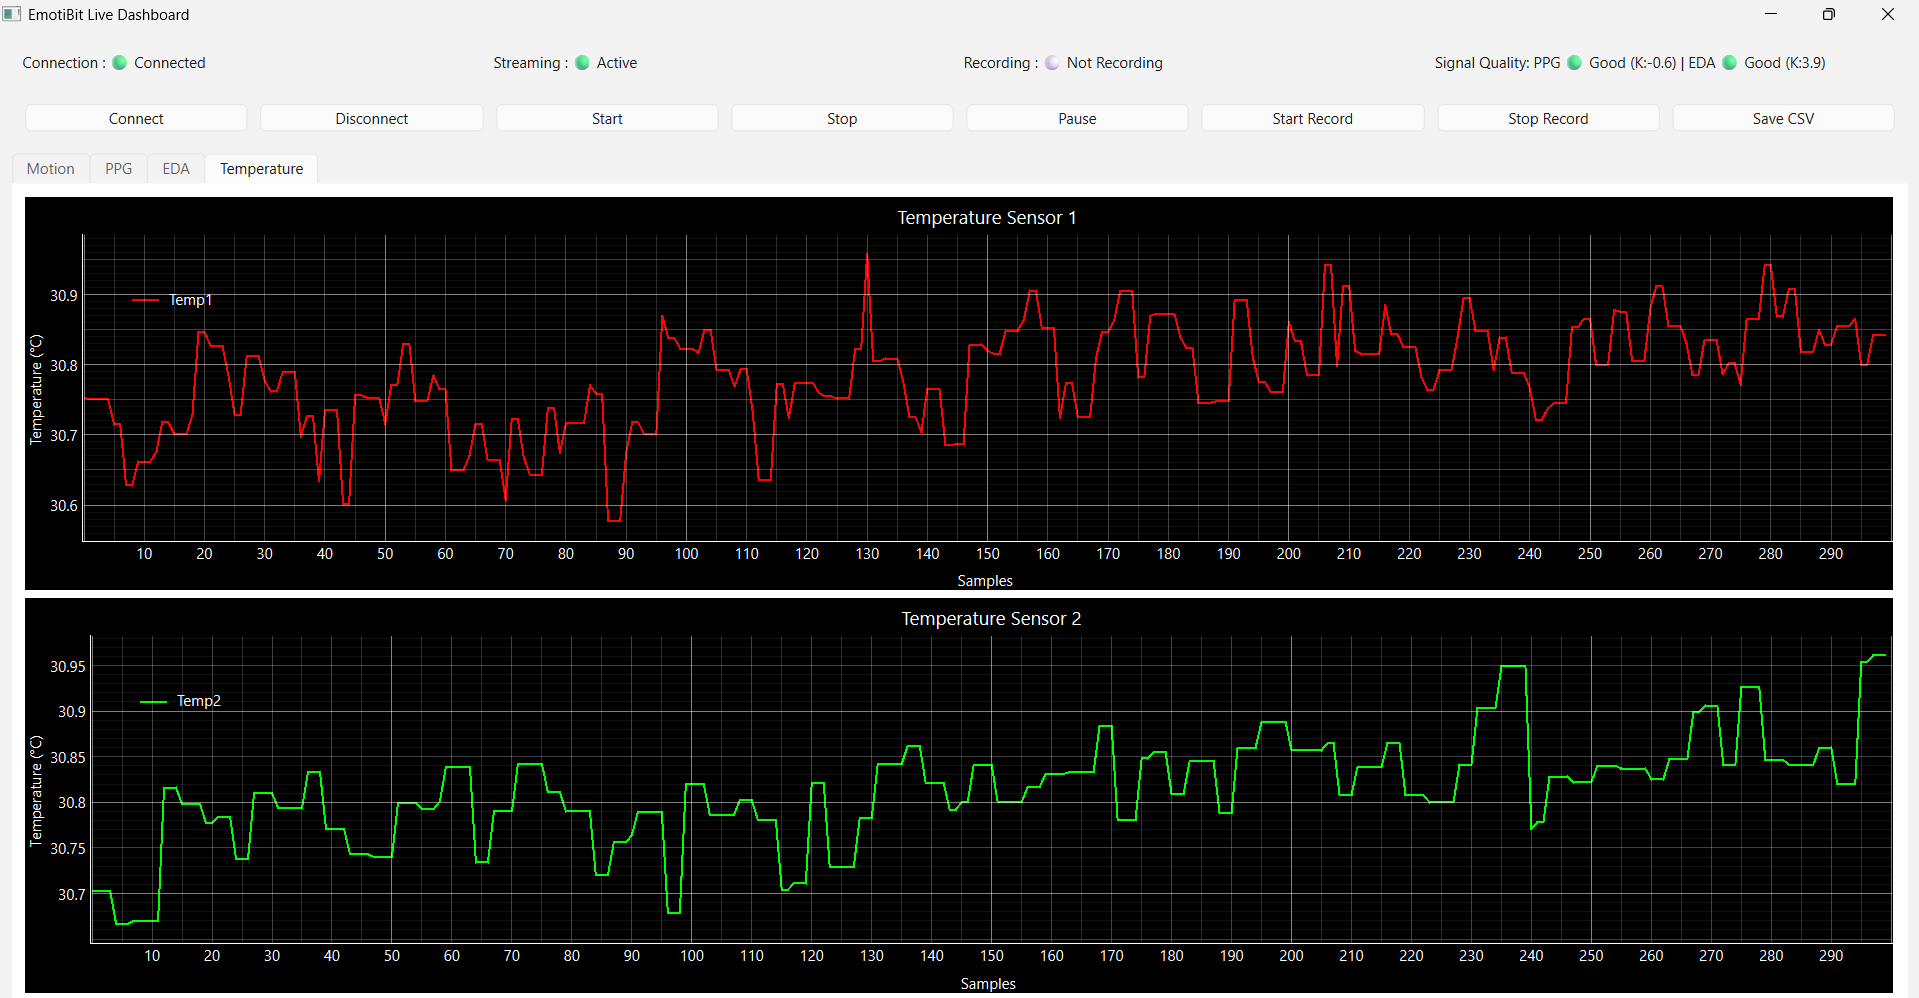 EmotiBit Live Dashboard
Connection : Connected Streaming : Active Recording : Not Recording Signal Quality: PPG Good (K:-0.6) | EDA Good (K:3.9)
Connect Disconnect Start Stop Pause Start Record Stop Record Save CSV
Motion PPG EDA Temperature
Temperature Sensor 1
Temperature (°C)
30.9
30.8
30.7
30.6
Temp1
10 20 30 40 50 60 70 80 90 100 110 120 130 140 150 160 170 180 190 200 210 220 230 240 250 260 270 280 290
Samples
Temperature Sensor 2
Temperature (°C)
30.95
30.9
30.85
30.8
30.75
30.7
Temp2
10 20 30 40 50 60 70 80 90 100 110 120 130 140 150 160 170 180 190 200 210 220 230 240 250 260 270 280 290
Samples